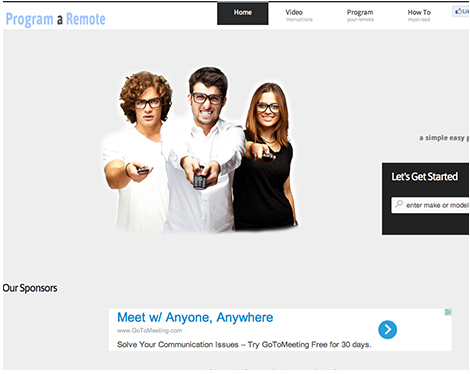 Program a Remote
Home
Video
instructions
Program
your remote
How To
must read
a simple easy
Let's Get Started
enter make or model
Our Sponsors
Meet w/ Anyone, Anywhere
www.GoToMeeting.com
Solve Your Communication Issues – Try GoToMeeting Free for 30 days.